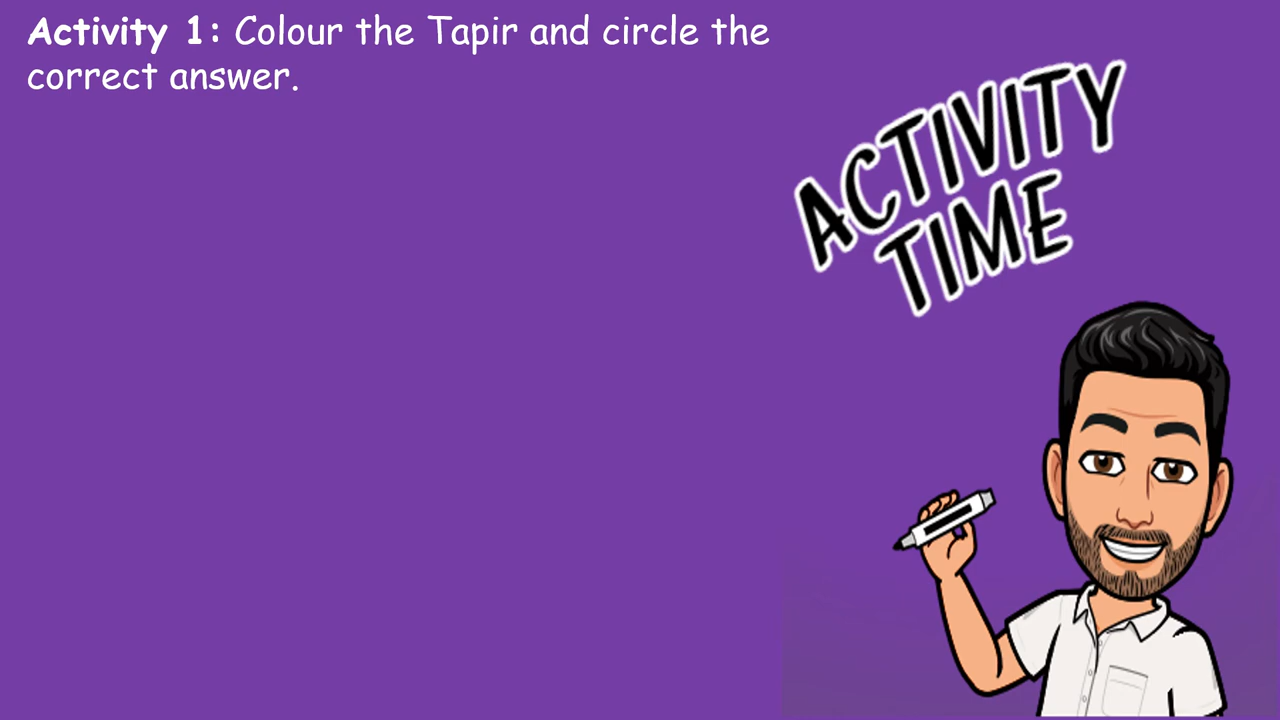 Activity 1: Colour the Tapir and circle the
correct answer.
ACTIVITY
TIME